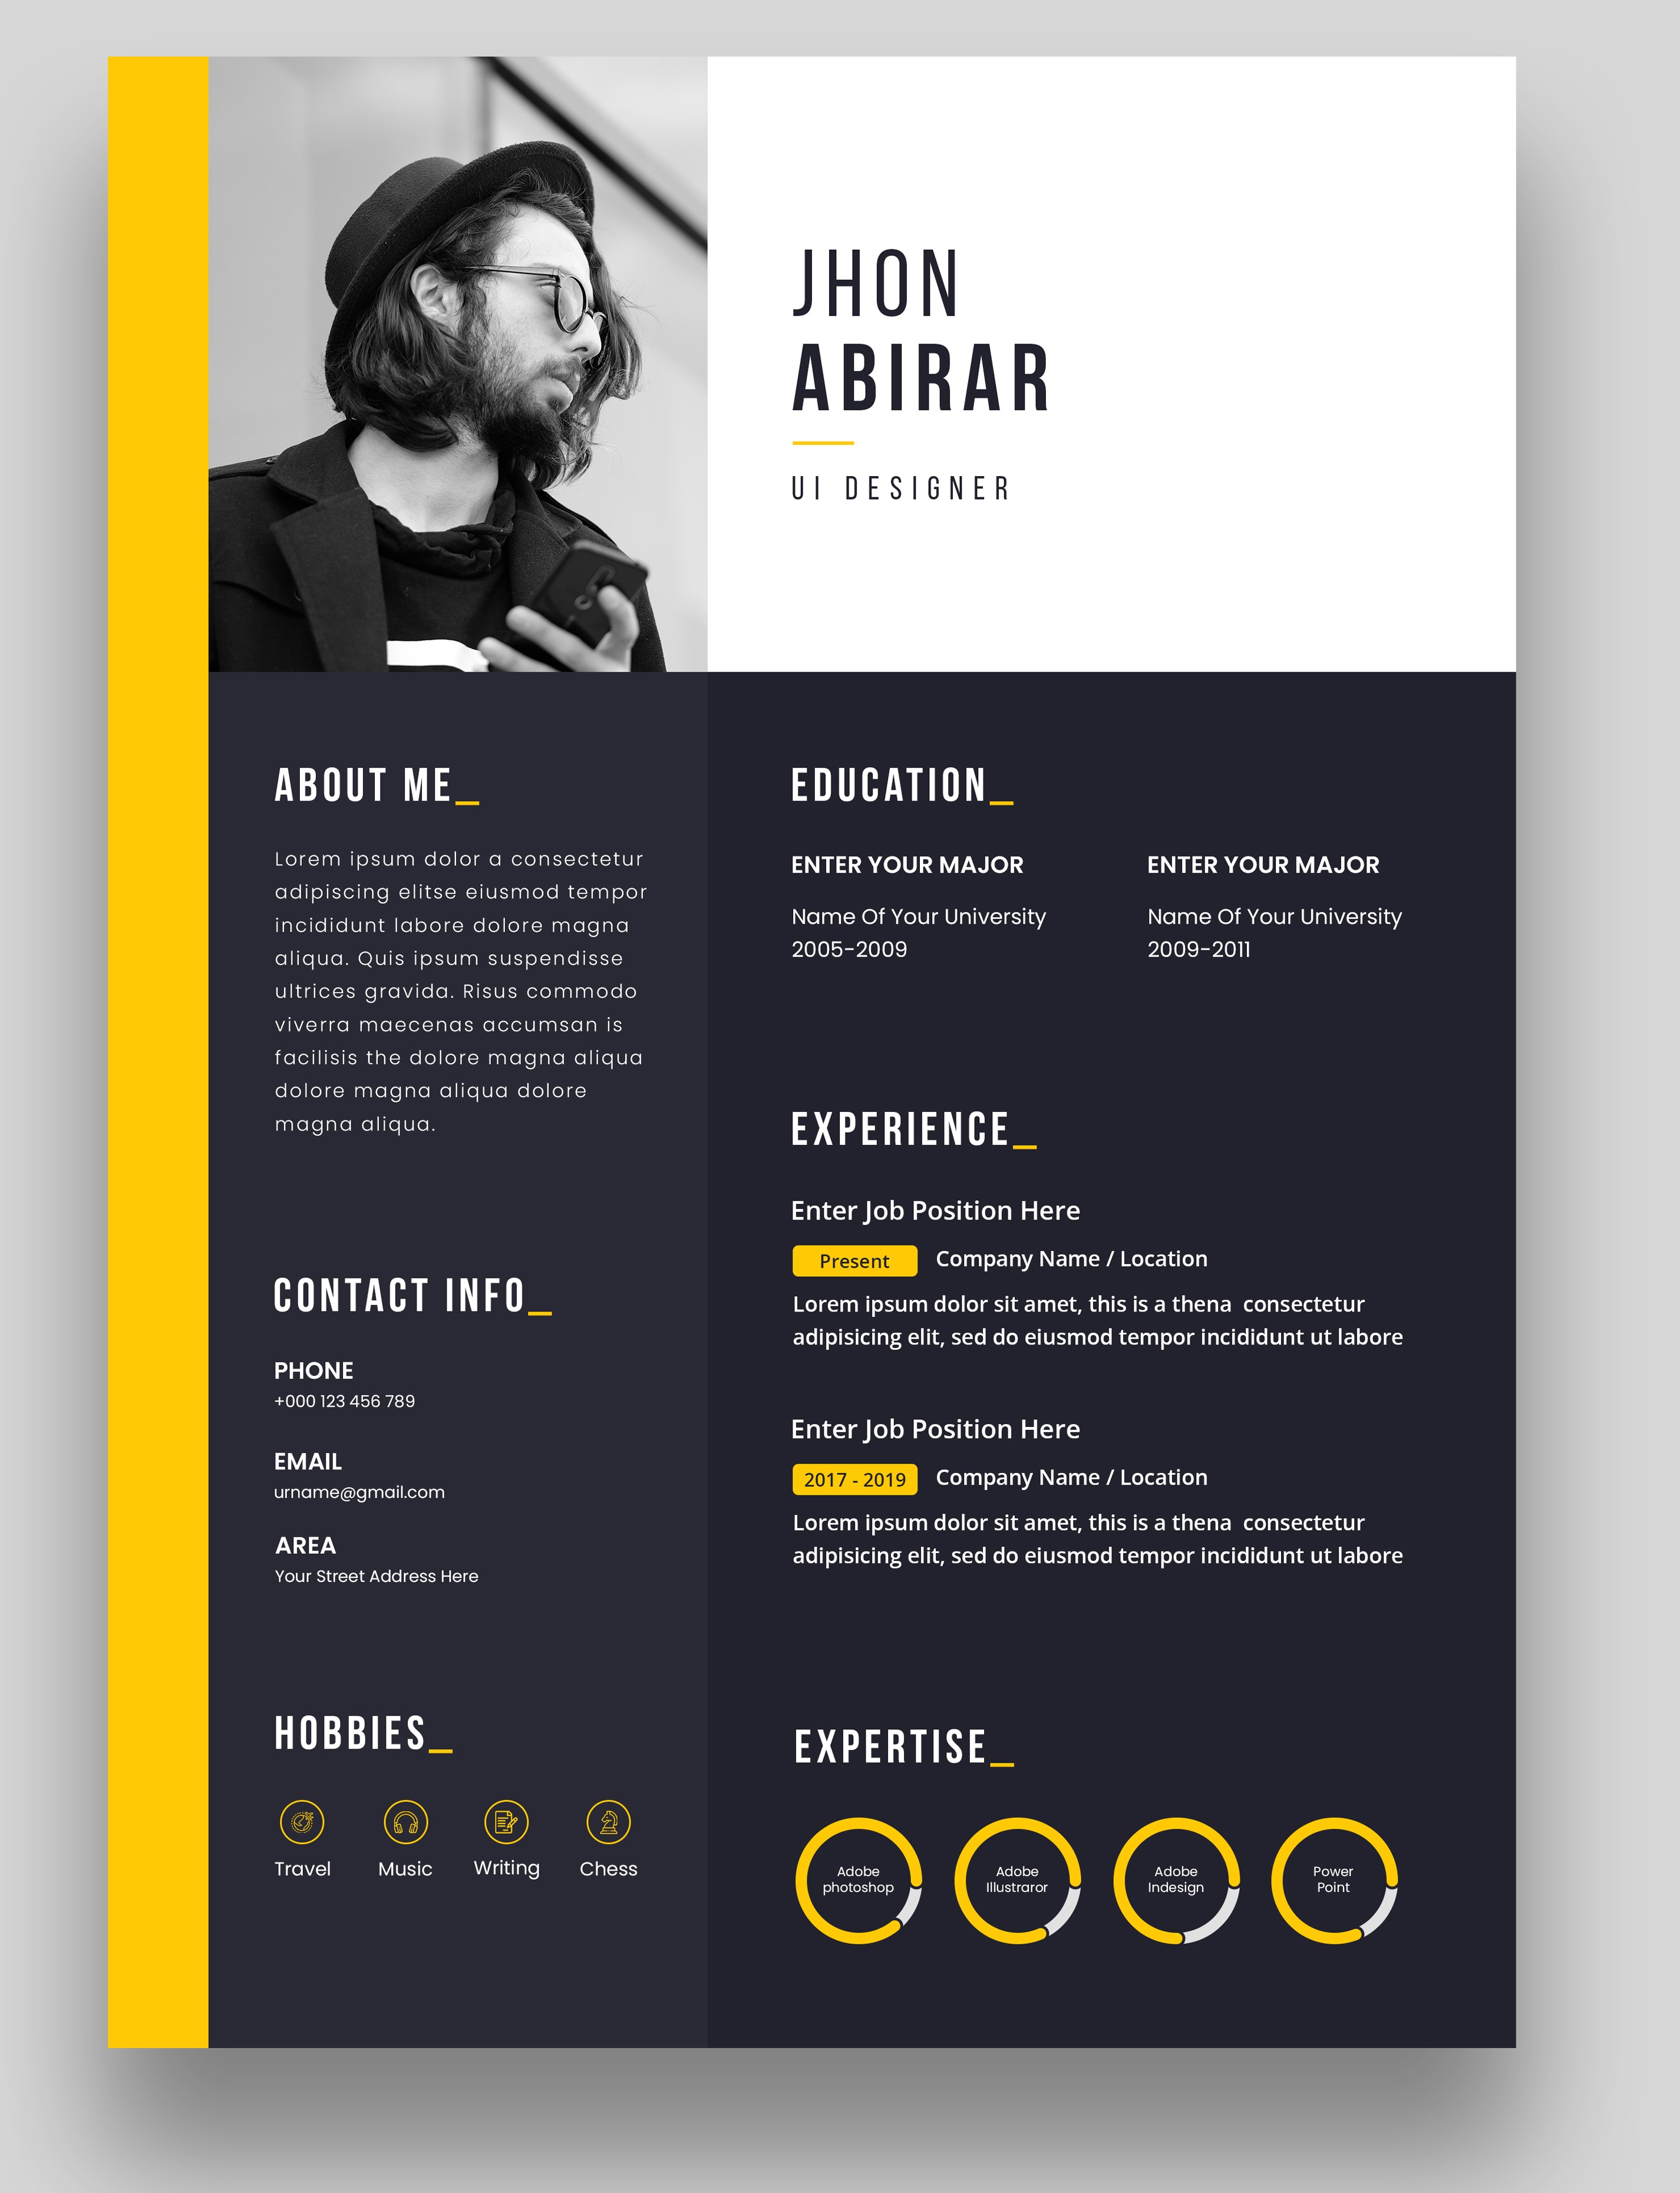 JHON
ABIRAR
UI DESIGNER
ABOUT ME_
Lorem ipsum dolor a consectetur
adipiscing elitse eiusmod tempor
incididunt labore dolore magna
aliqua. Quis ipsum suspendisse
ultrices gravida. Risus commodo
viverra maecenas accumsan is
facilisis the dolore magna aliqua
dolore magna aliqua dolore
magna aliqua.
CONTACT INFO_
PHONE
+000 123 456 789
EMAIL
urname@gmail.com
AREA
Your Street Address Here
HOBBIES_
Travel
Music
Writing
Chess
EDUCATION_
ENTER YOUR MAJOR
Name Of Your University
2005-2009
ENTER YOUR MAJOR
Name Of Your University
2009-2011
EXPERIENCE_
Enter Job Position Here
Present
Company Name / Location
Lorem ipsum dolor sit amet, this is a thena  consectetur
adipisicing elit, sed do eiusmod tempor incididunt ut labore
Enter Job Position Here
2017 - 2019
Company Name / Location
Lorem ipsum dolor sit amet, this is a thena  consectetur
adipisicing elit, sed do eiusmod tempor incididunt ut labore
EXPERTISE_
Adobe
photoshop
Adobe
Illustraror
Adobe
Indesign
Power
Point